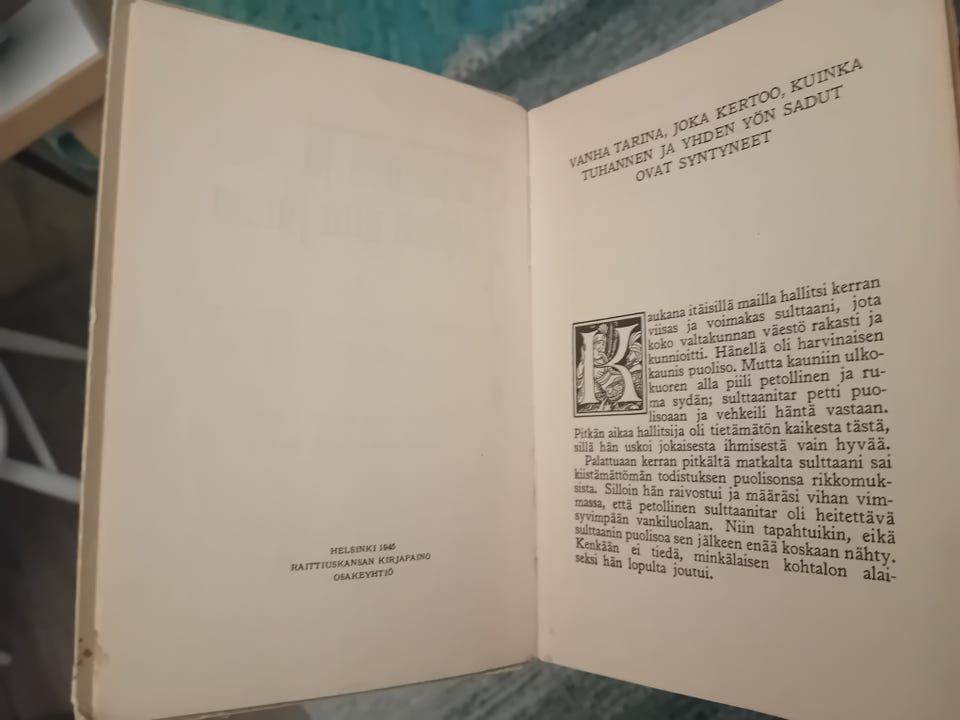 HELSINKI 1945
RAITTIUSKANSAN KIRJAPAINO
OSAKEYHTIÖ
VANHA TARINA, JOKA KERTOO, KUINKA
TUHANNEN JA YHDEN YÖN SADUT
OVAT SYNTYNEET
Kaukana itäisillä mailla hallitsi kerran
viisas ja voimakas sulttaani, jota
koko valtakunnan väestö rakasti ja
kunnioitti. Hänellä oli harvinaisen
kaunis puoliso. Mutta kauniin ulko-
kuoren alla piili petollinen ja ru-
ma sydän; sulttaanitar petti puo-
lisoaan ja vehkeili häntä vastaan.
Pitkän aikaa hallitsija oli tietämätön kaikesta tästä,
sillä hän uskoi jokaisesta ihmisestä vain hyvää.
Palattuaan kerran pitkältä matkalta sulttaani sai
kiistämättömän todistuksen puolisonsa rikkomuk-
sista. Silloin hän raivostui ja määräsi vihan vim-
massa, että petollinen sulttaanitar oli heitettävä
syvimpään vankiluolaan. Niin tapahtuikin, eikä
sulttaanin puolisoa sen jälkeen enää koskaan nähty.
Kenkään ei tiedä, minkälaisen kohtalon alai-
seksi hän lopulta joutui.